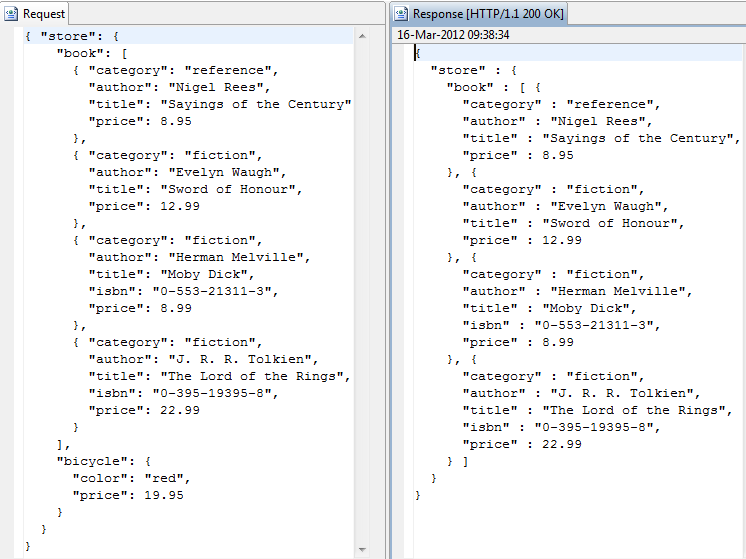 Request
{ "store": {
"book": [
{ "category": "reference",
"author": "Nigel Rees",
"title": "Sayings of the Century"
"price": 8.95
},
{ "category": "fiction",
"author": "Evelyn Waugh",
"title": "Sword of Honour",
"price": 12.99
},
{ "category": "fiction",
"author": "Herman Melville",
"title": "Moby Dick",
"isbn": "0-553-21311-3",
"price": 8.99
},
{ "category": "fiction",
"author": "J. R. R. Tolkien",
"title": "The Lord of the Rings",
"isbn": "0-395-19395-8",
"price": 22.99
}
],
"bicycle": {
"color": "red",
"price": 19.95
}
}
}
Response [HTTP/1.1 200 OK]
16-Mar-2012 09:38:34
{
"store" : {
"book" : [ {
"category" : "reference",
"author" : "Nigel Rees",
"title" : "Sayings of the Century",
"price" : 8.95
}, {
"category" : "fiction",
"author" : "Evelyn Waugh",
"title" : "Sword of Honour",
"price" : 12.99
}, {
"category" : "fiction",
"author" : "Herman Melville",
"title" : "Moby Dick",
"isbn" : "0-553-21311-3",
"price" : 8.99
}, {
"category" : "fiction",
"author" : "J. R. R. Tolkien",
"title" : "The Lord of the Rings",
"isbn" : "0-395-19395-8",
"price" : 22.99
} ]
}
}